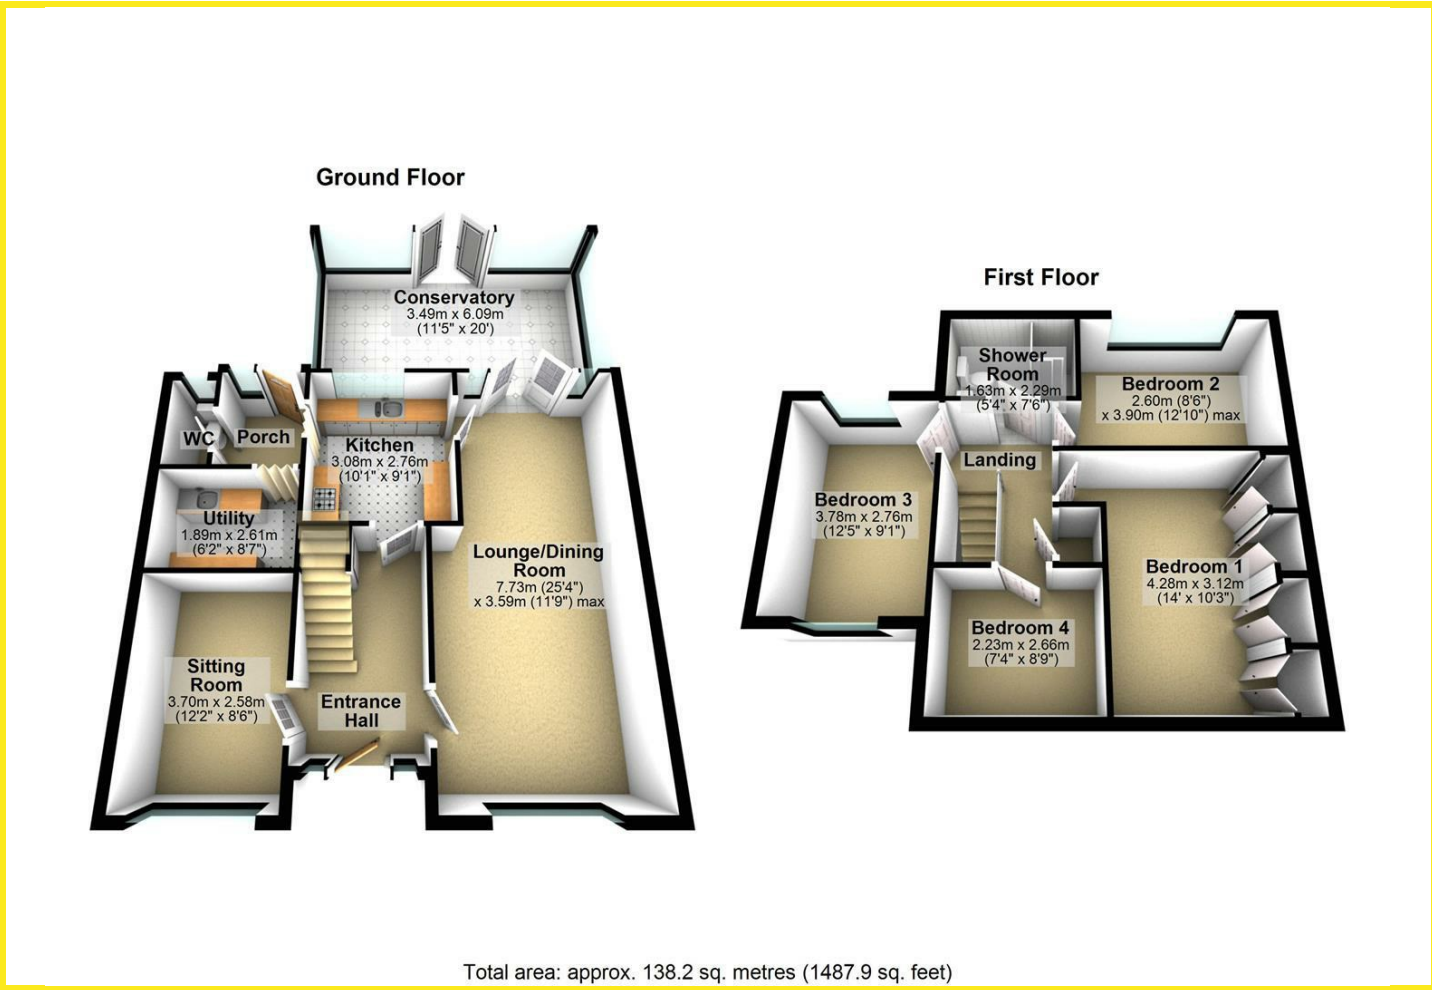 Ground Floor
Conservatory
3.49m x 6.09m
(11'5" x 20')
WC
Porch
Kitchen
3.08m x 2.76m
(10'1" x 9'1")
Utility
1.89m x 2.61m
(6'2" x 8'7")
Lounge/Dining
Room
7.73m (25'4")
x 3.59m (11'9") max
Sitting
Room
3.70m x 2.58m
(12'2" x 8'6")
Entrance
Hall
First Floor
Shower
Room
1.63m x 2.29m
(5'4" x 7'6")
Bedroom 2
2.60m (8'6")
x 3.90m (12'10") max
Landing
Bedroom 3
3.78m x 2.76m
(12'5" x 9'1")
Bedroom 1
4.28m x 3.12m
(14' x 10'3")
Bedroom 4
2.23m x 2.66m
(7'4" x 8'9")
Total area: approx. 138.2 sq. metres (1487.9 sq. feet)